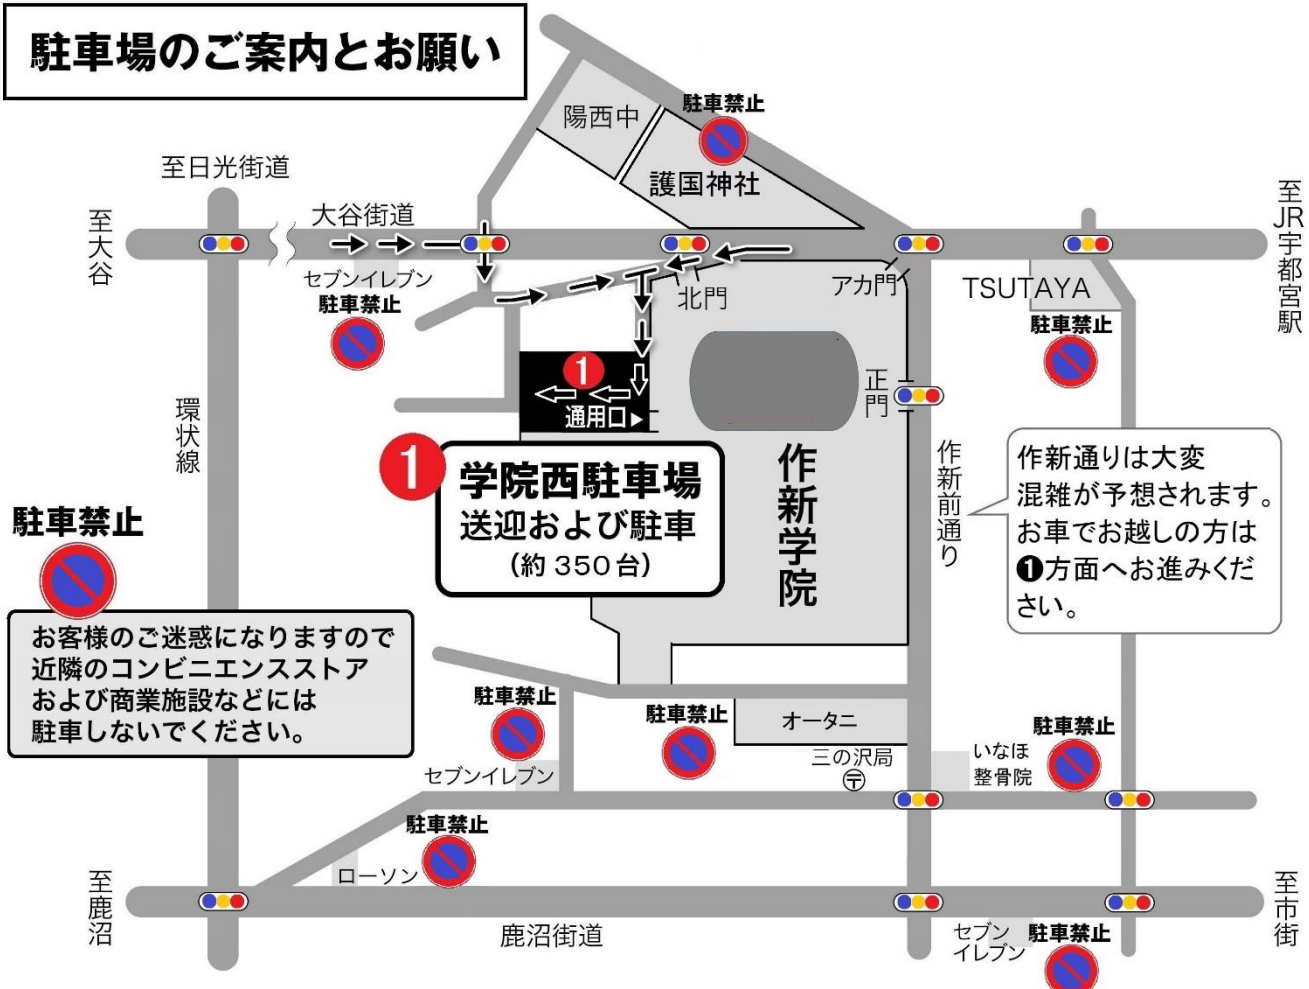 駐車場のご案内とお願い
陽西中
駐車禁止
護国神社
至日光街道
至大谷
大谷街道
至JR宇都宮駅
セブンイレブン
駐車禁止
北門
アカ門
TSUTAYA
駐車禁止
1
通用口▶
正門
環状線
1
学院西駐車場
送迎および駐車
(約350台)
作新学院
作新前通り
作新通りは大変
混雑が予想されます。
お車でお越しの方は
❶方面へお進みくだ
さい。
駐車禁止
お客様のご迷惑になりますので
近隣のコンビニエンスストア
および商業施設などには
駐車しないでください。
駐車禁止
セブンイレブン
駐車禁止
オータニ
三の沢局
〒
いなほ
整骨院
駐車禁止
駐車禁止
ローソン
至鹿沼
鹿沼街道
至市街
セブン
イレブン
駐車禁止